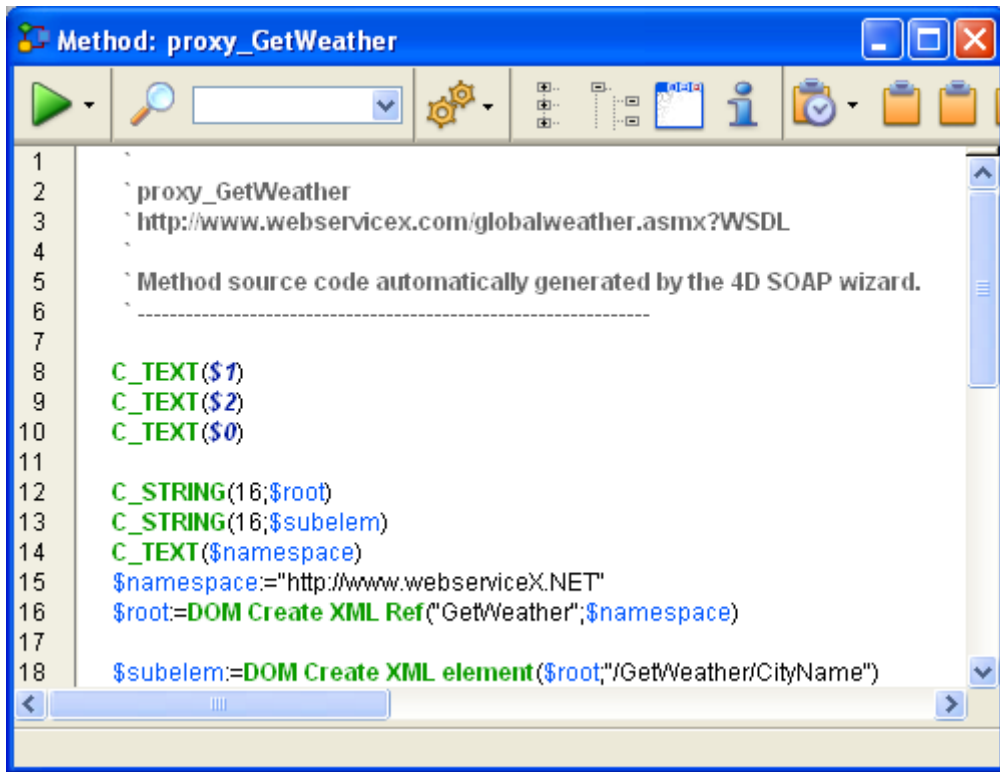 Method: proxy_GetWeather
1 `
2 ` proxy_GetWeather
3 ` http://www.webservicex.com/globalweather.asmx?WSDL
4 `
5 ` Method source code automatically generated by the 4D SOAP wizard.
6 ` ----------------------------------------------------------------
7
8 C_TEXT($1)
9 C_TEXT($2)
10 C_TEXT($0)
11
12 C_STRING(16;$root)
13 C_STRING(16;$subelem)
14 C_TEXT($namespace)
15 $namespace:="http://www.webserviceX.NET"
16 $root:=DOM Create XML Ref("GetWeather";$namespace)
17
18 $subelem:=DOM Create XML element($root;"/GetWeather/CityName")